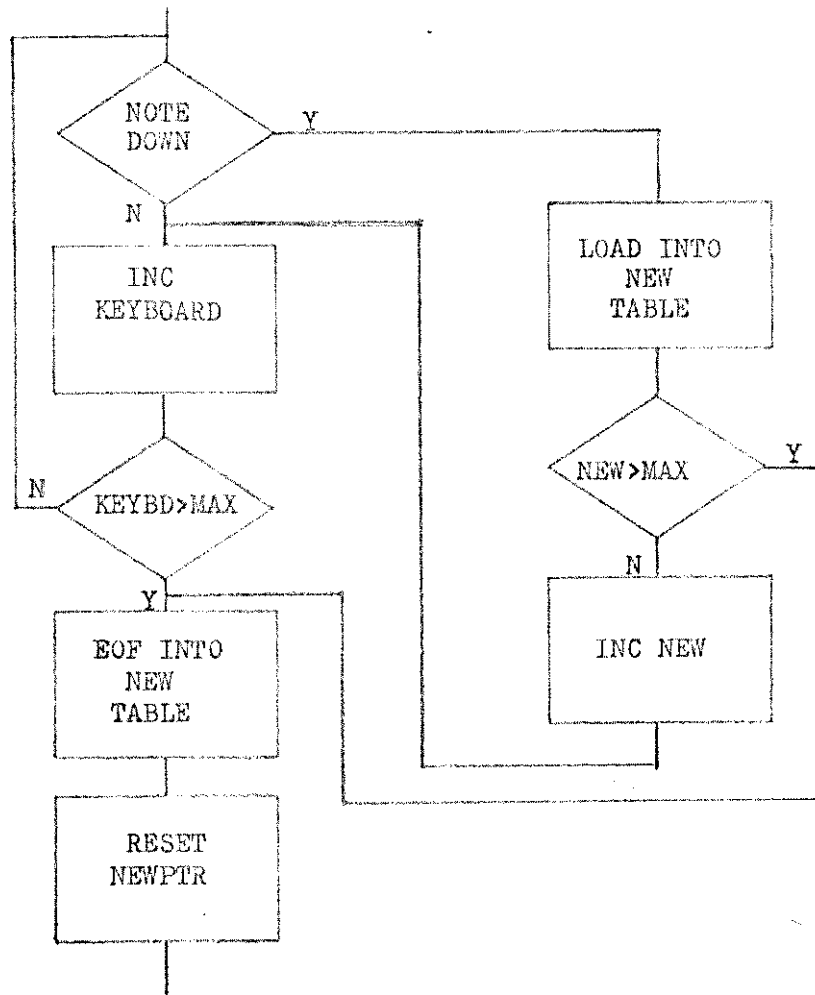 NOTE
DOWN
Y
N
INC
KEYBOARD
LOAD INTO
NEW
TABLE
N
KEYBD>MAX
NEW>MAX
Y
N
Y
EOF INTO
NEW
TABLE
INC NEW
RESET
NEWPTR